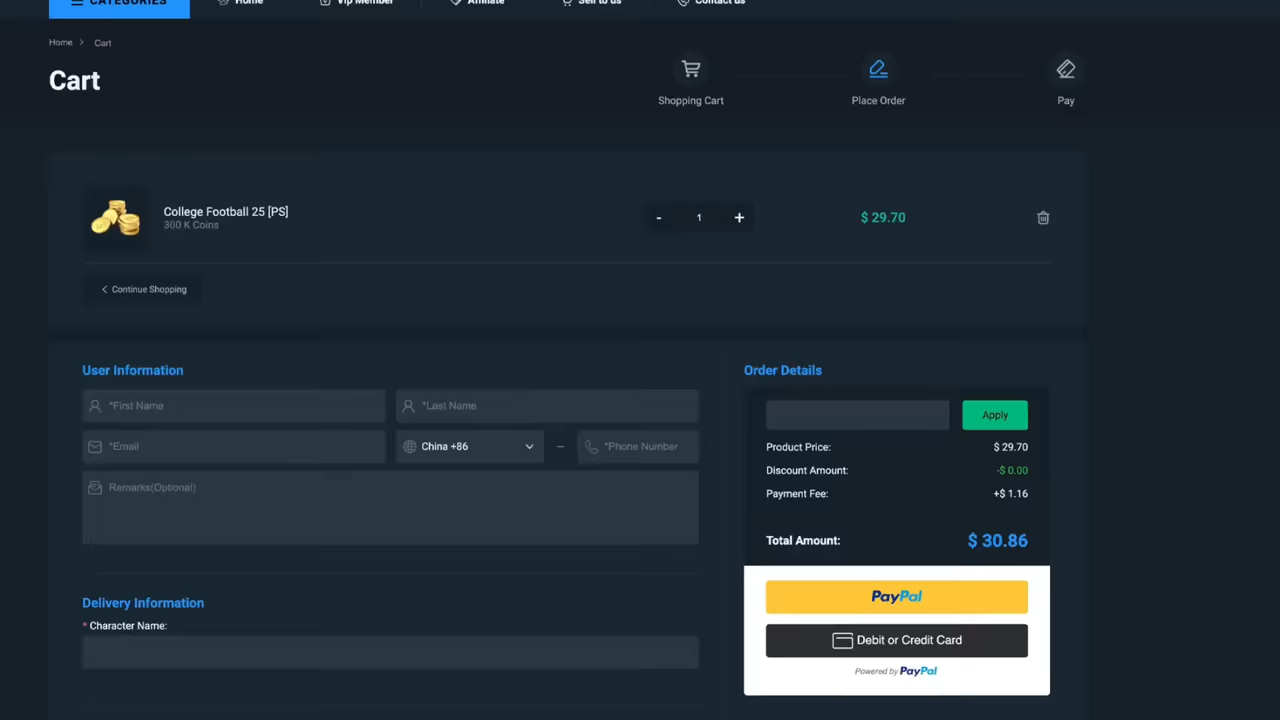 CATEGORIES Home Vip Member Affiliate Sell to us Contact us
Home > Cart
Cart
Shopping Cart Place Order Pay
College Football 25 [PS]
300 K Coins
- 1 +
$ 29.70
< Continue Shopping
User Information
*First Name *Last Name
*Email China +86 – *Phone Number
Remarks(Optional)
Delivery Information
* Character Name:
Order Details
Apply
Product Price: $ 29.70
Discount Amount: -$ 0.00
Payment Fee: +$ 1.16
Total Amount: $ 30.86
PayPal
Debit or Credit Card
Powered by PayPal